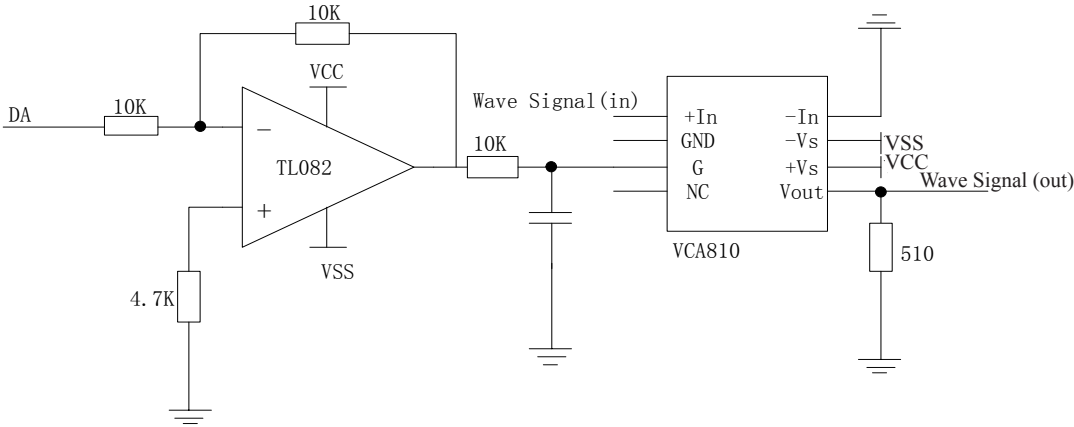 10K
VCC
DA
10K
−
TL082
+
VSS
4.7K
10K
Wave Signal(in)
+In
GND
G
NC
-In
-Vs
+Vs
Vout
VCA810
VSS
VCC
Wave Signal (out)
510